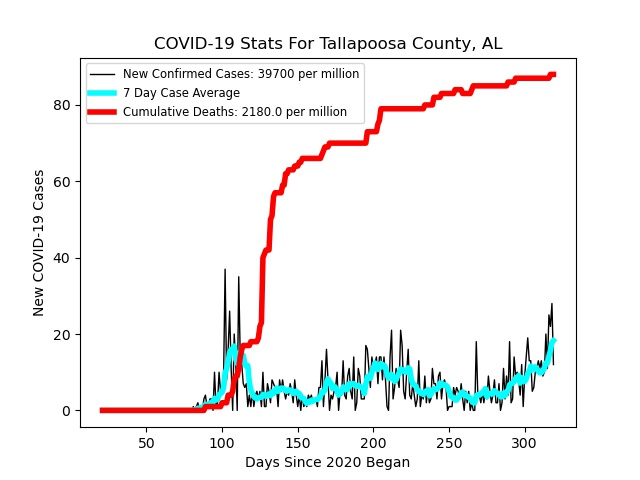 COVID-19 Stats For Tallapoosa County, AL
New Confirmed Cases: 39700 per million
7 Day Case Average
Cumulative Deaths: 2180.0 per million
New COVID-19 Cases
80
60
40
20
0
50 100 150 200 250 300
Days Since 2020 Began